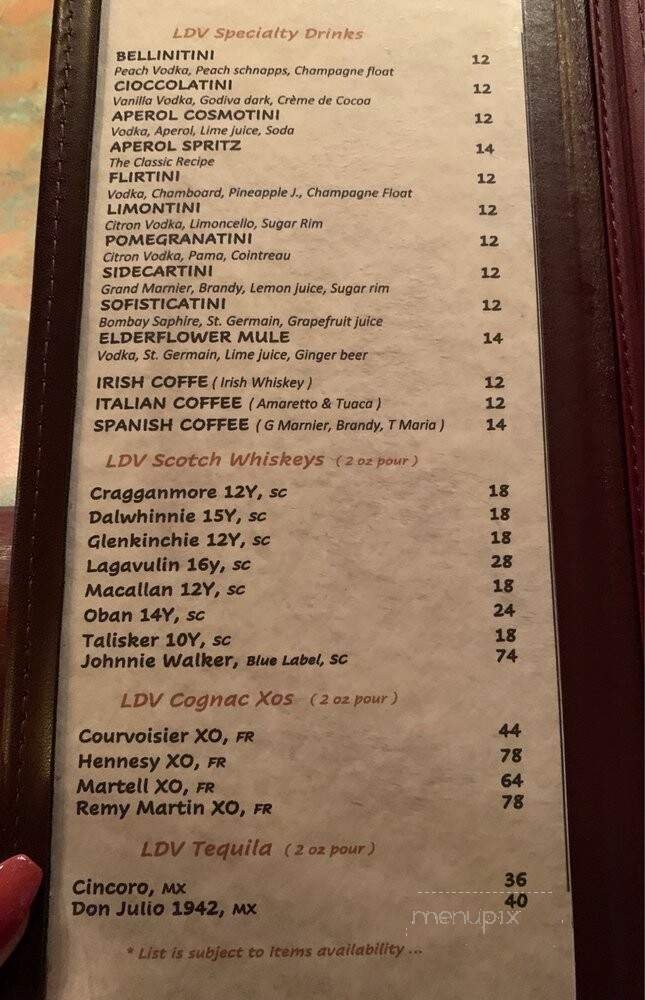 LDV Specialty Drinks
BELLINITINI 12
Peach Vodka, Peach schnapps, Champagne float
CIOCCOLATINI 12
Vanilla Vodka, Godiva dark, Crème de Cocoa
APEROL COSMOTINI 12
Vodka, Aperol, Lime juice, Soda
APEROL SPRITZ 14
The Classic Recipe
FLIRTINI 12
Vodka, Chamboard, Pineapple J., Champagne Float
LIMONTINI 12
Citron Vodka, Limoncello, Sugar Rim
POMEGRANATINI 12
Citron Vodka, Pama, Cointreau
SIDECARTINI 12
Grand Marnier, Brandy, Lemon juice, Sugar rim
SOFISTICATINI 12
Bombay Saphire, St. Germain, Grapefruit juice
ELDERFLOWER MULE 14
Vodka, St. Germain, Lime juice, Ginger beer
IRISH COFFE ( Irish Whiskey ) 12
ITALIAN COFFEE ( Amaretto & Tuaca ) 12
SPANISH COFFEE ( G Marnier, Brandy, T Maria ) 14
LDV Scotch Whiskeys ( 2 oz pour )
Cragganmore 12Y, SC 18
Dalwhinnie 15Y, SC 18
Glenkinchie 12Y, SC 18
Lagavulin 16y, SC 28
Macallan 12Y, SC 18
Oban 14Y, SC 24
Talisker 10Y, SC 18
Johnnie Walker, Blue Label, SC 74
LDV Cognac Xos ( 2 oz pour )
Courvoisier XO, FR 44
Hennesy XO, FR 78
Martell XO, FR 64
Remy Martin XO, FR 78
LDV Tequila ( 2 oz pour )
Cincoro, MX 36
Don Julio 1942, MX 40
menupix
* List is subject to items availability ...